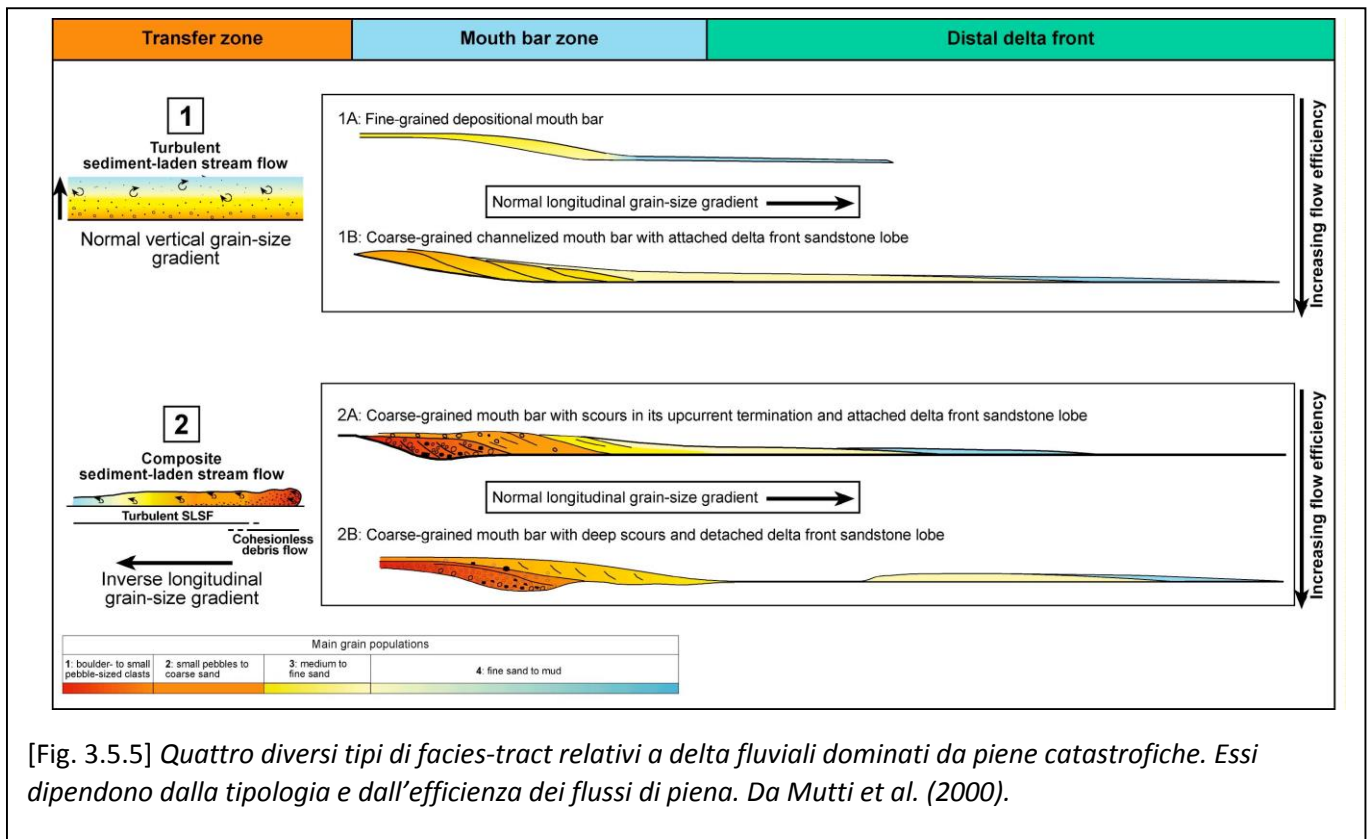 Transfer zone
Mouth bar zone
Distal delta front
1
Turbulent
sediment-laden stream flow
Normal vertical grain-size
gradient
1A: Fine-grained depositional mouth bar
Normal longitudinal grain-size gradient
1B: Coarse-grained channelized mouth bar with attached delta front sandstone lobe
Increasing flow efficiency
2
Composite
sediment-laden stream flow
Turbulent SLSF
Cohesionless
debris flow
Inverse longitudinal
grain-size gradient
2A: Coarse-grained mouth bar with scours in its upcurrent termination and attached delta front sandstone lobe
Normal longitudinal grain-size gradient
2B: Coarse-grained mouth bar with deep scours and detached delta front sandstone lobe
Increasing flow efficiency
Main grain populations
1: boulder- to small
pebble-sized clasts
2: small pebbles to
coarse sand
3: medium to
fine sand
4: fine sand to mud
[Fig. 3.5.5] Quattro diversi tipi di facies-tract relativi a delta fluviali dominati da piene catastrofiche. Essi
dipendono dalla tipologia e dall’efficienza dei flussi di piena. Da Mutti et al. (2000).